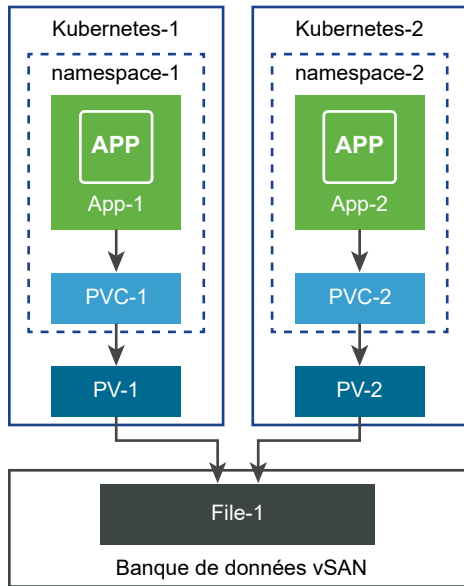 Kubernetes-1
namespace-1
APP
App-1
PVC-1
PV-1
Kubernetes-2
namespace-2
APP
App-2
PVC-2
PV-2
File-1
Banque de données vSAN